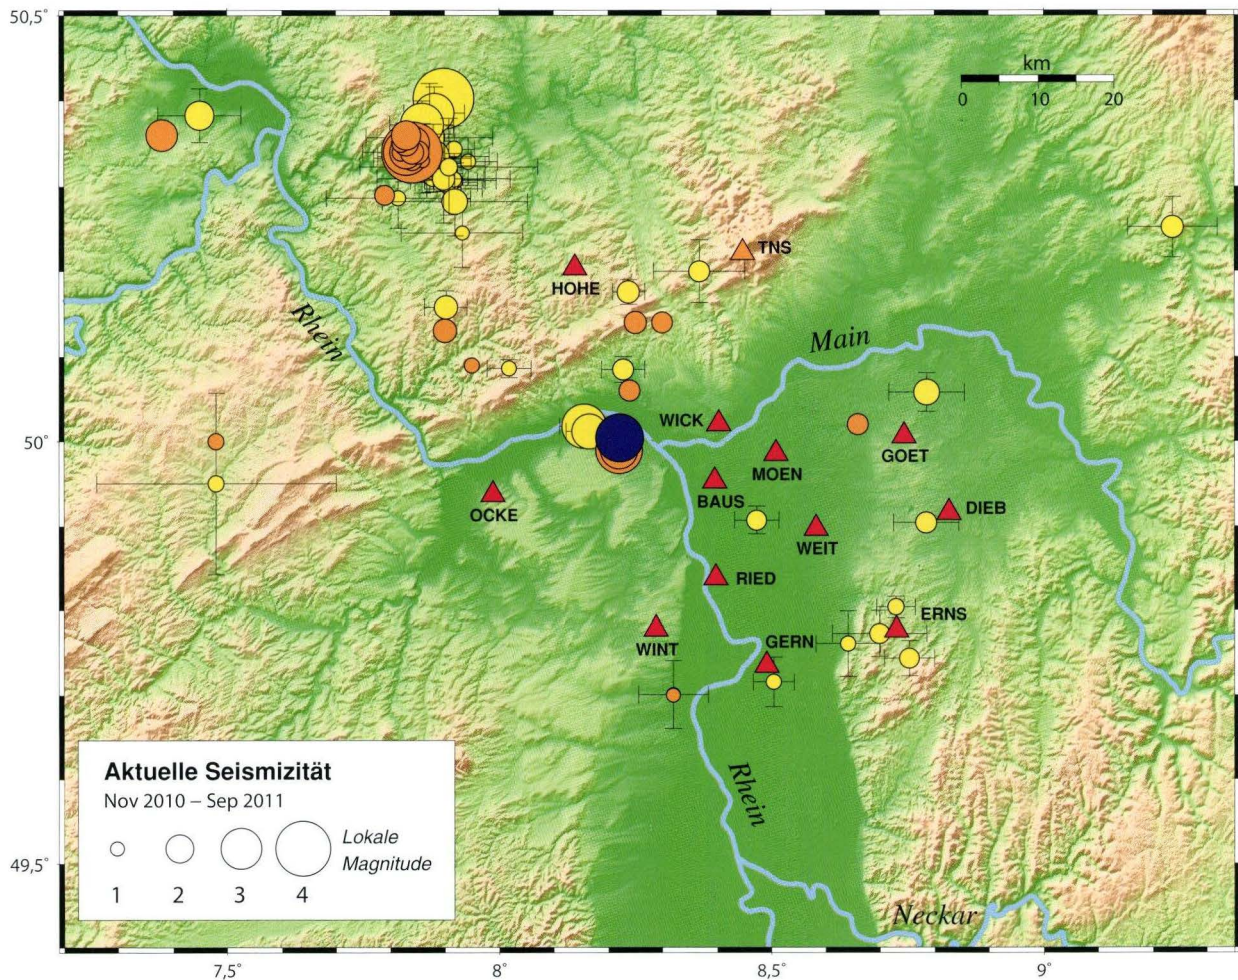 50,5°
km
0 10 20
TNS
HOHE
Rhein
Main
WICK
50°
GOET
MOEN
BAUS
OCKE
DIEB
WEIT
RIED
ERNS
WINT
GERN
Aktuelle Seismizität
Nov 2010 – Sep 2011
Lokale
Magnitude
1 2 3 4
Rhein
49,5°
Neckar
7,5° 8° 8,5° 9°